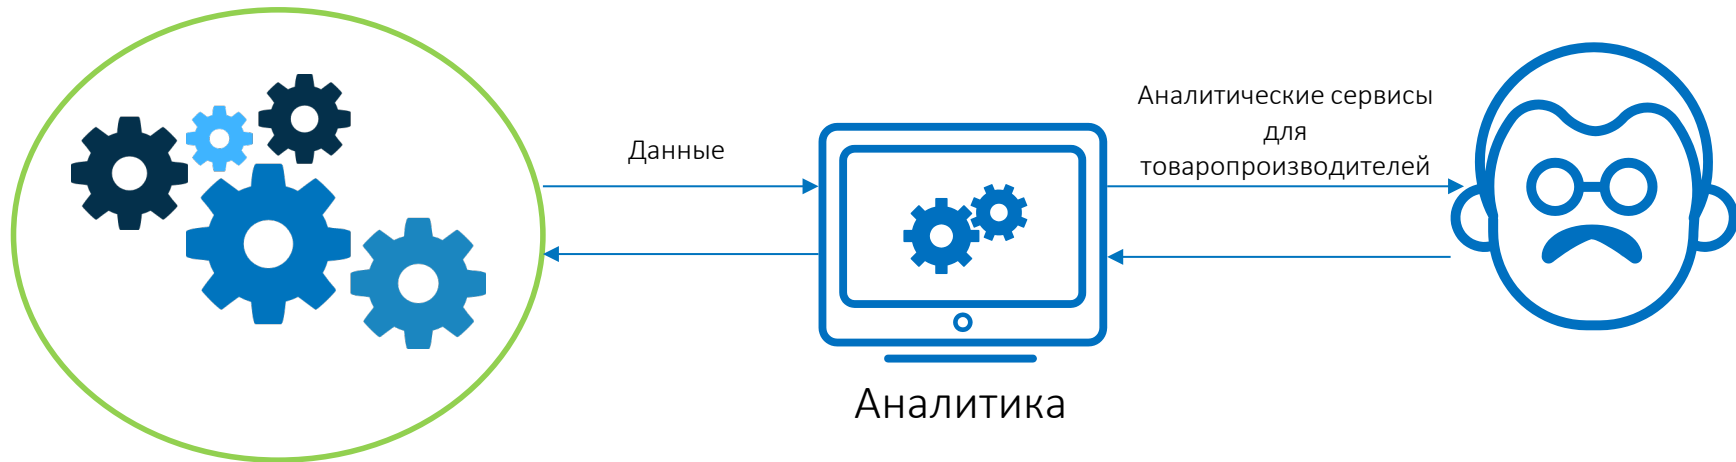 Данные
Аналитические сервисы
для
товаропроизводителей
Аналитика